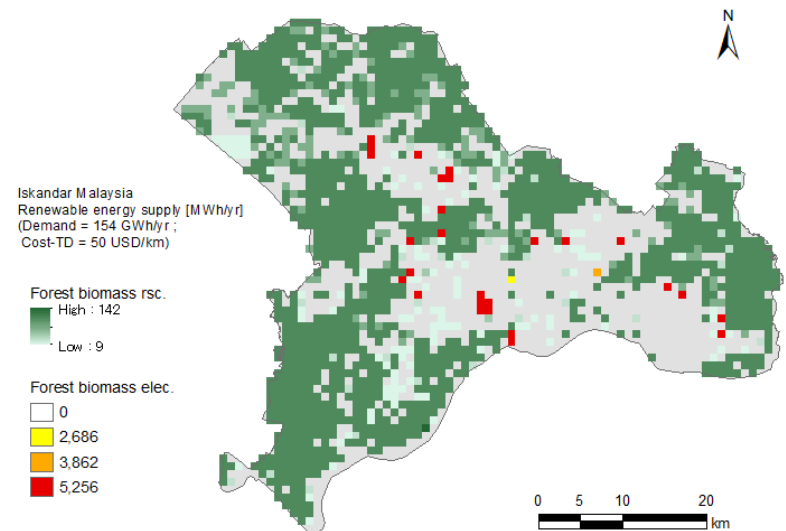 N
Iskandar Malaysia
Renewable energy supply [MWh/yr]
(Demand = 154 GWh/yr ;
Cost-TD = 50 USD/km)
Forest biomass rsc.
High : 142
Low : 9
Forest biomass elec.
0
2,686
3,862
5,256
0 5 10 20
km